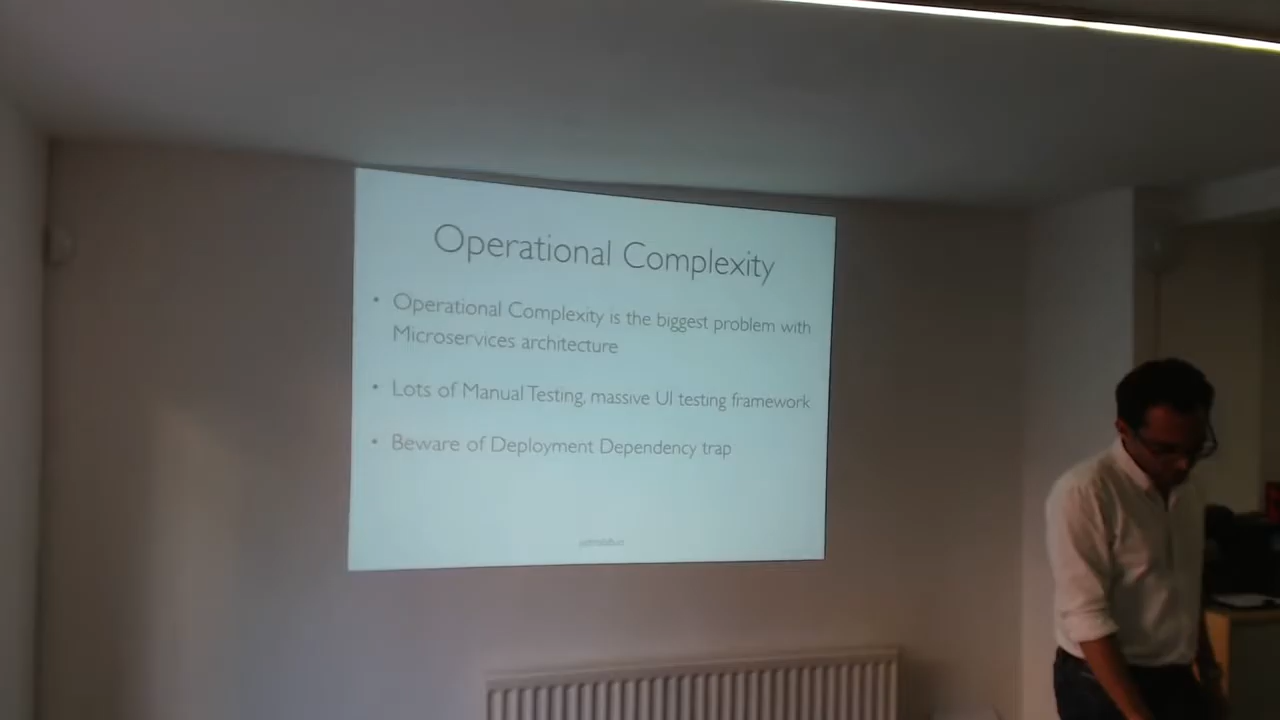 Operational Complexity
• Operational Complexity is the biggest problem with
Microservices architecture
• Lots of Manual Testing, massive UI testing framework
• Beware of Deployment Dependency trap